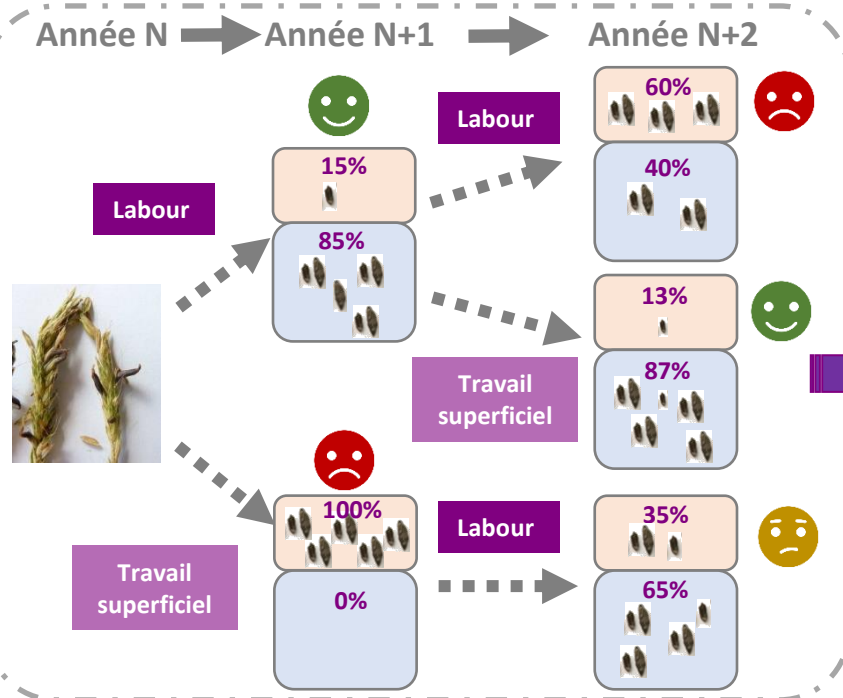 Année N
Année N+1
Année N+2
Labour
15%
85%
Labour
60%
40%
Travail
superficiel
13%
87%
Travail
superficiel
100%
0%
Labour
35%
65%